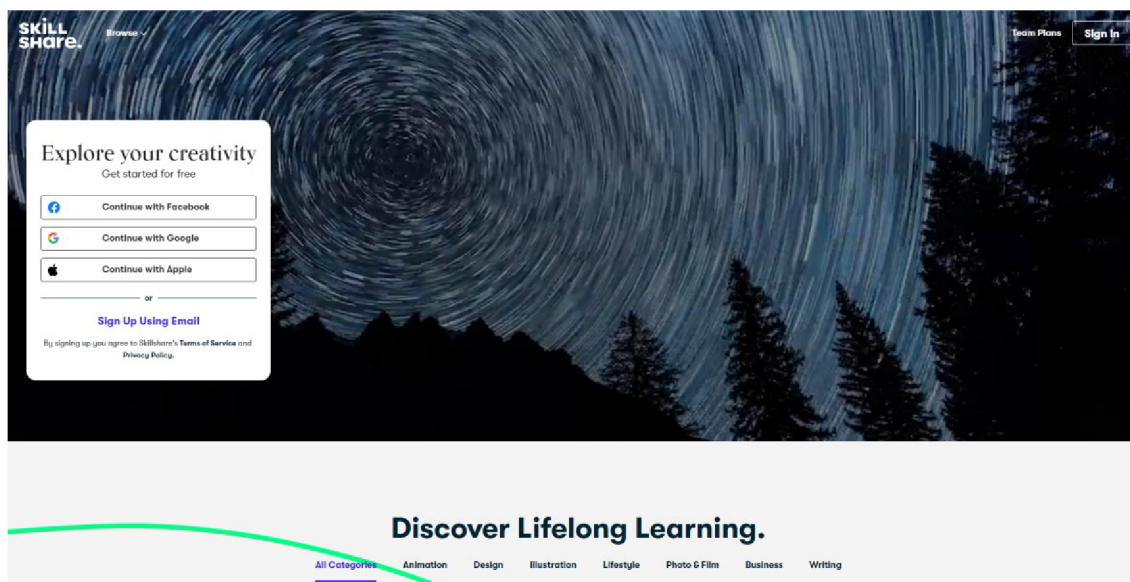 SKiLL
SHare.
Browse
Team Plans
Sign In
Explore your creativity
Get started for free
Continue with Facebook
Continue with Google
Continue with Apple
or
Sign Up Using Email
By signing up you agree to Skillshare's Terms of Service and
Privacy Policy.
Discover Lifelong Learning.
All Categories Animation Design Illustration Lifestyle Photo & Film Business Writing